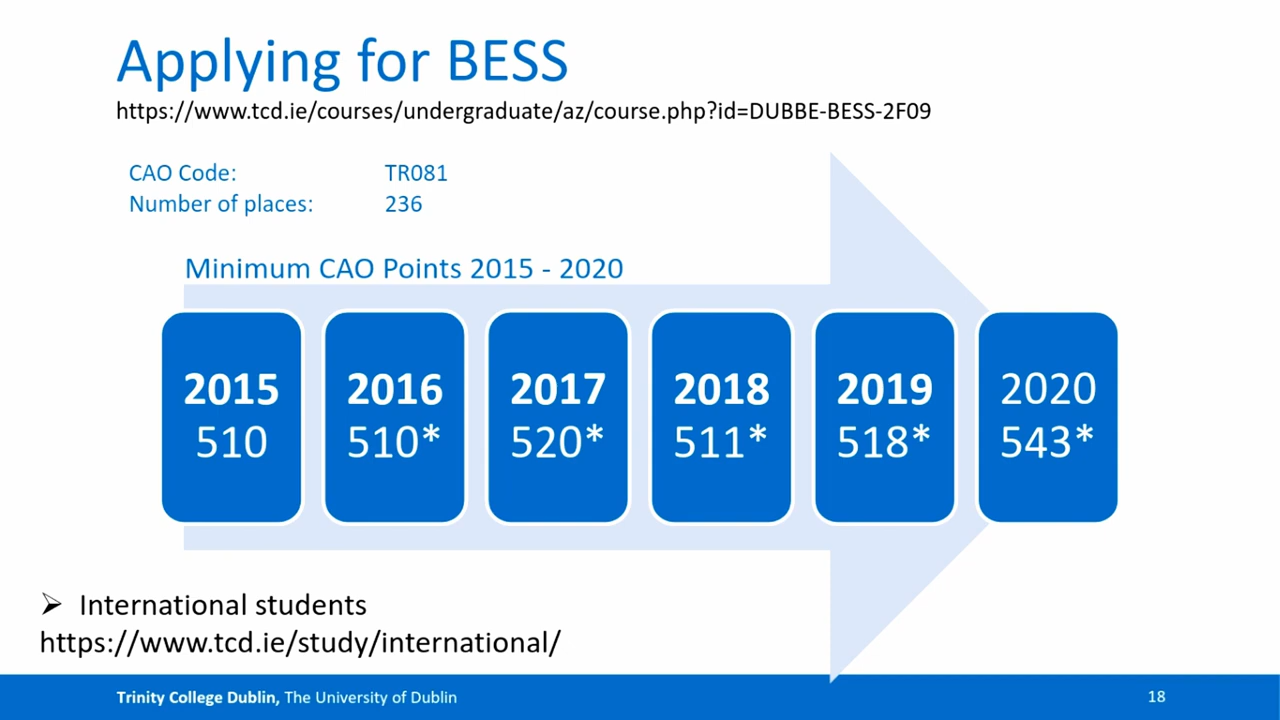 Applying for BESS
https://www.tcd.ie/courses/undergraduate/az/course.php?id=DUBBE-BESS-2F09
CAO Code: TR081
Number of places: 236
Minimum CAO Points 2015 - 2020
2015 2016 2017 2018 2019 2020
510 510* 520* 511* 518* 543*
➢ International students
https://www.tcd.ie/study/international/
Trinity College Dublin, The University of Dublin 18